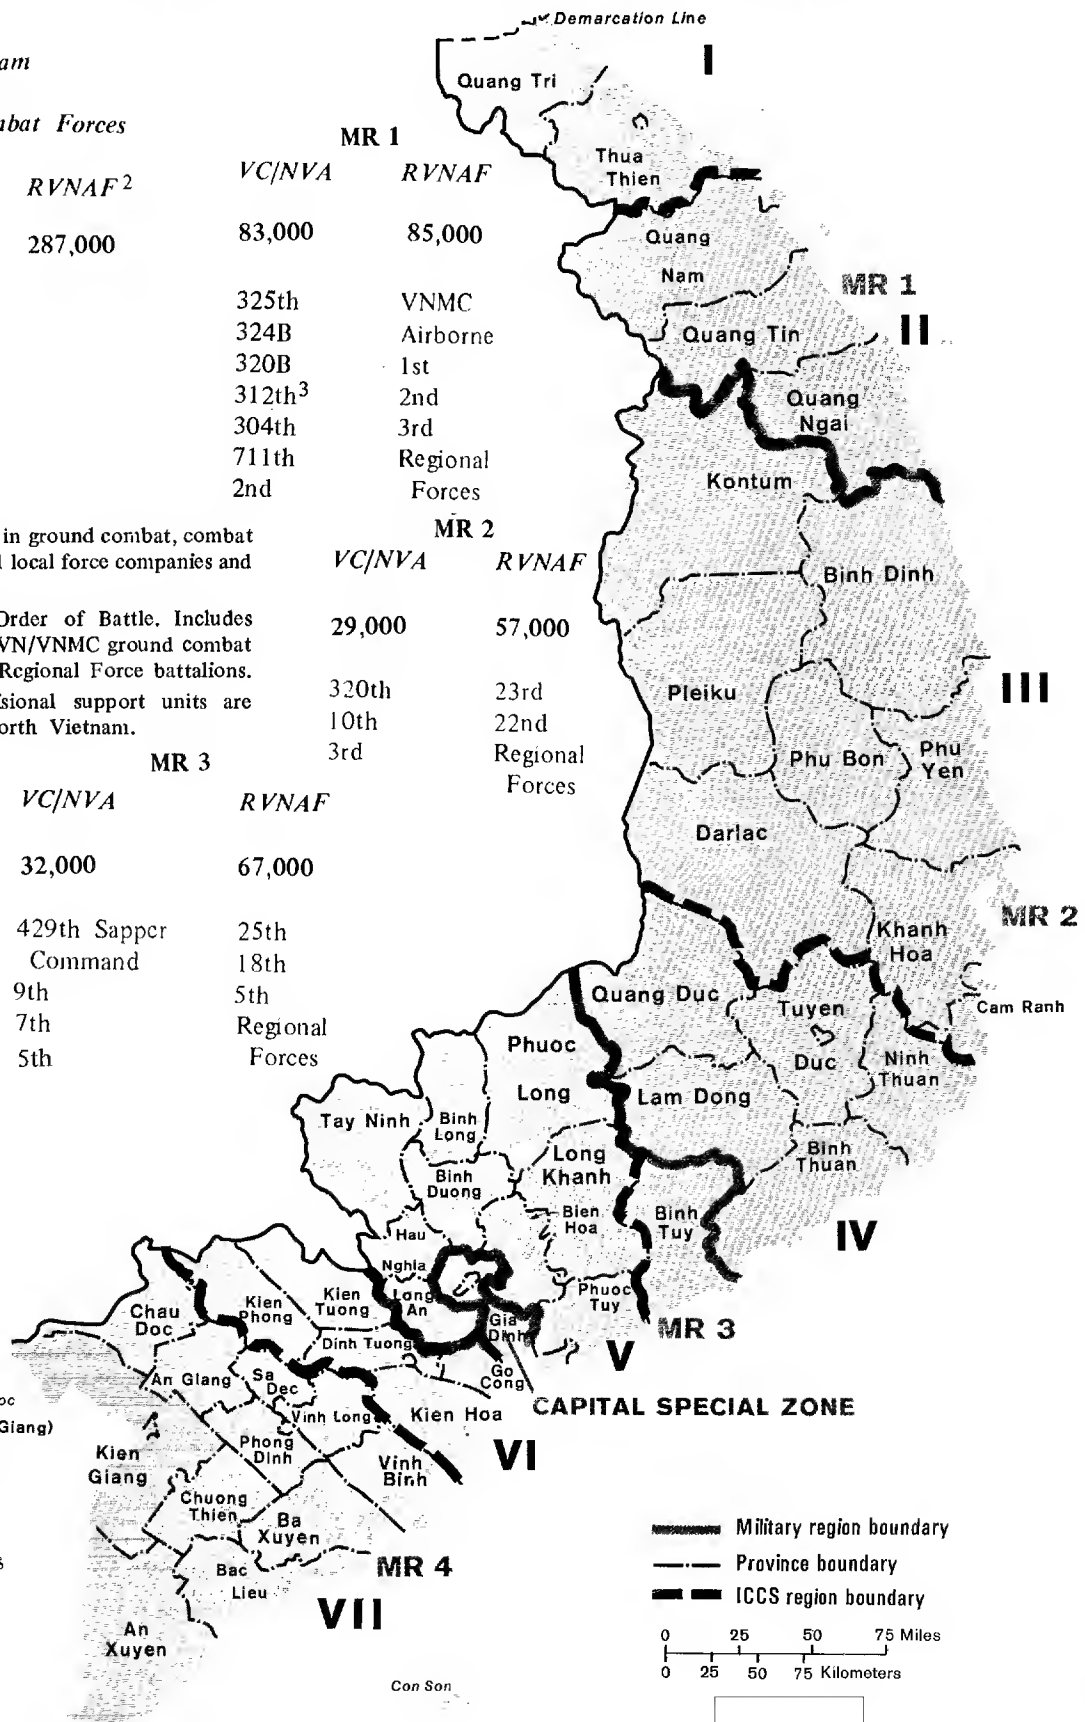 Demarcation Line
am
I
Quang Tri
bat Forces
MR 1
VC/NVA RVNAF
RVNAF2
Thua
Thien
83,000 85,000
287,000
Quang
Nam
MR 1
325th VNMC
324B Airborne
320B 1st
312th3 2nd
304th 3rd
711th Regional
2nd Forces
Quang Tin
II
Quang
Ngai
Kontum
in ground combat, combat
local force companies and
Order of Battle. Includes
VN/VNMC ground combat
Regional Force battalions.
sional support units are
orth Vietnam.
MR 2
VC/NVA RVNAF
29,000 57,000
320th 23rd
10th 22nd
3rd Regional
Forces
Binh Dinh
Pleiku
III
Phu Bon
Phu
Yen
Darlac
MR 3
VC/NVA RVNAF
32,000 67,000
429th Sapper 25th
Command 18th
9th 5th
7th Regional
5th Forces
MR 2
Khanh
Hoa
Cam Ranh
Quang Duc
Tuyen
Duc
Ninh
Thuan
Phuoc
Long
Lam Dong
Tay Ninh
Binh
Long
Long
Khanh
Binh
Thuan
Binh
Duong
Bien
Hoa
Binh
Tuy
IV
Hau
Nghia
Long
An
Phuoc
Tuy
Kien
Tuong
Kien
Phong
Chau
Doc
Gia
Dinh
MR 3
V
Dinh Tuong
Go
Cong
An Giang
Sa
Dec
CAPITAL SPECIAL ZONE
oc
Giang)
Vinh Long
Kien Hoa
VI
Kien
Giang
Phong
Dinh
Vinh
Binh
Chuong
Thien
Ba
Xuyen
Bac
Lieu
MR 4
VII
An
Xuyen
Con Son
Military region boundary
Province boundary
ICCS region boundary
0 25 50 75 Miles
0 25 50 75 Kilometers